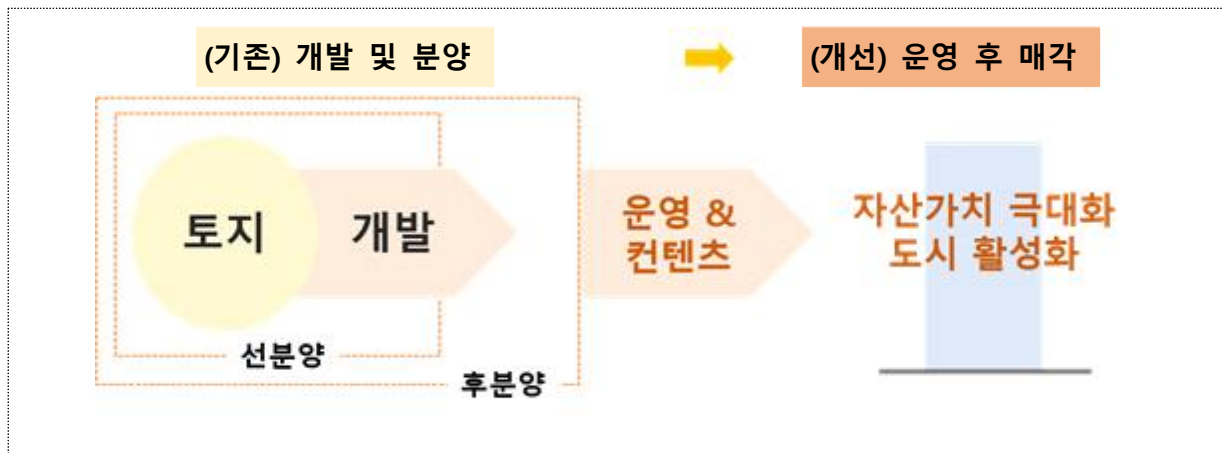 (기존) 개발 및 분양
(개선) 운영 후 매각
토지
개발
운영 &
컨텐츠
자산가치 극대화
도시 활성화
선분양
후분양